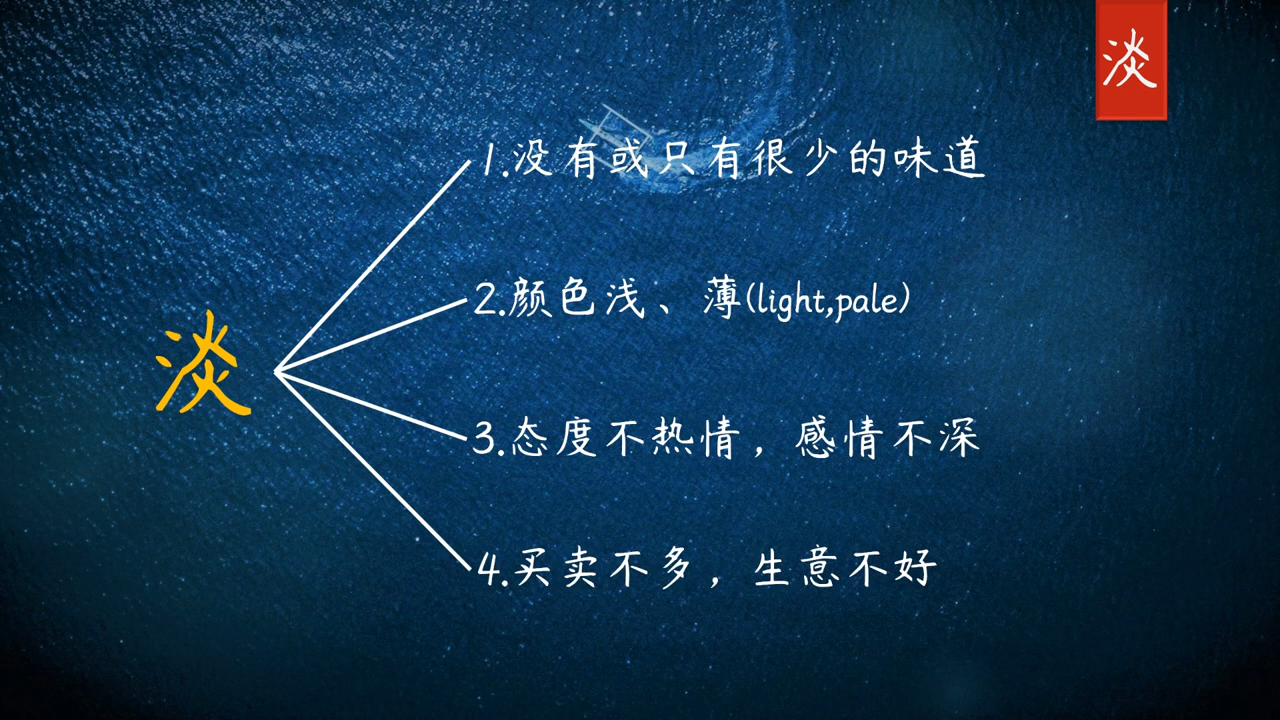 淡
1.没有或只有很少的味道
2.颜色浅、薄(light,pale)
淡
3.态度不热情，感情不深
4.买卖不多，生意不好